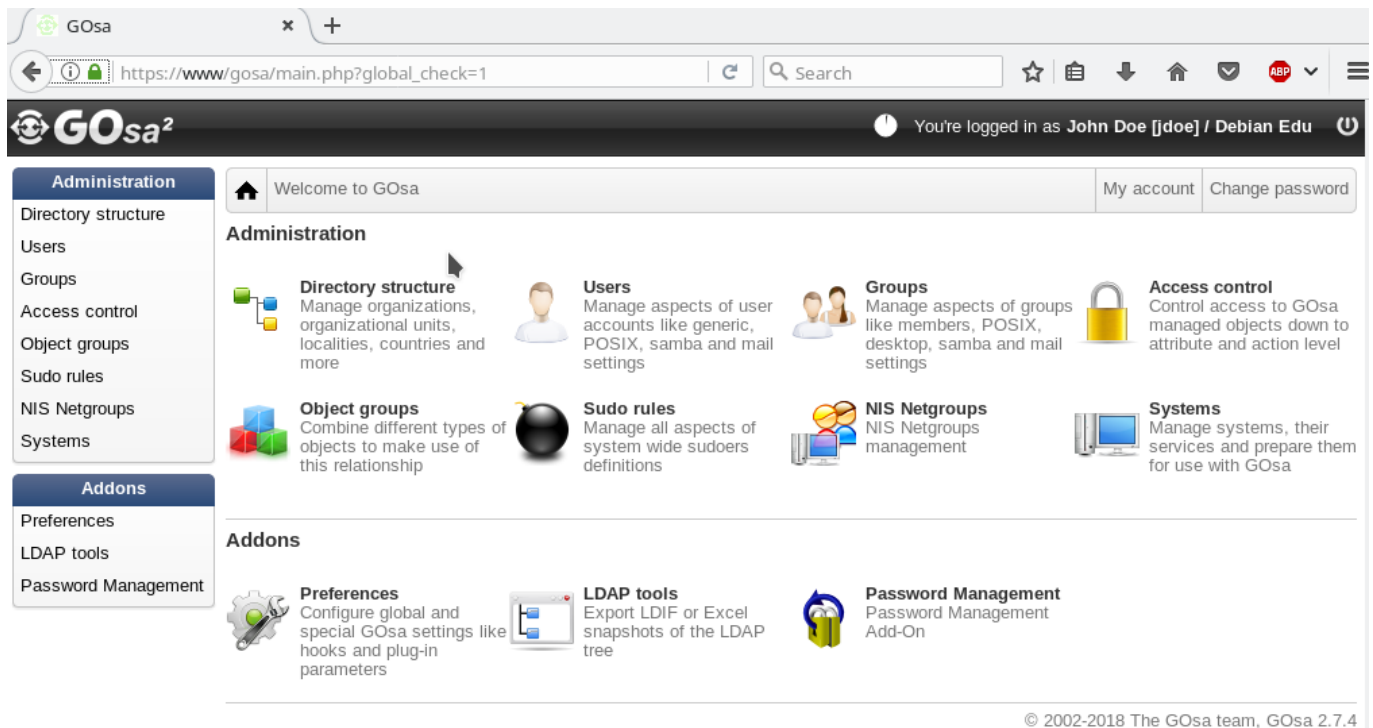 GOsa
https://www/gosa/main.php?global_check=1
Search
ABP
GOsa²
You're logged in as John Doe [jdoe] / Debian Edu
Administration
Directory structure
Users
Groups
Access control
Object groups
Sudo rules
NIS Netgroups
Systems
Addons
Preferences
LDAP tools
Password Management
Welcome to GOsa
My account
Change password
Administration
Directory structure
Manage organizations,
organizational units,
localities, countries and
more
Users
Manage aspects of user
accounts like generic,
POSIX, samba and mail
settings
Groups
Manage aspects of groups
like members, POSIX,
desktop, samba and mail
settings
Access control
Control access to GOsa
managed objects down to
attribute and action level
Object groups
Combine different types of
objects to make use of
this relationship
Sudo rules
Manage all aspects of
system wide sudoers
definitions
NIS Netgroups
NIS Netgroups
management
Systems
Manage systems, their
services and prepare them
for use with GOsa
Addons
Preferences
Configure global and
special GOsa settings like
hooks and plug-in
parameters
LDAP tools
Export LDIF or Excel
snapshots of the LDAP
tree
Password Management
Password Management
Add-On
© 2002-2018 The GOsa team, GOsa 2.7.4